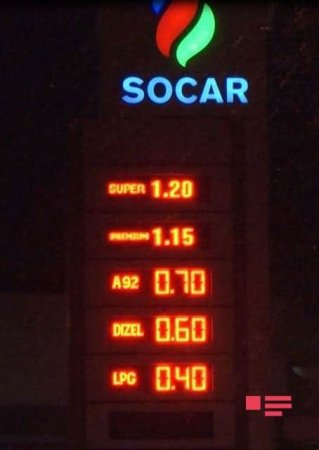 SOCAR
SUPER 1.20
PREMIUM 1.15
A92 0.70
DIZEL 0.60
LPG 0.40